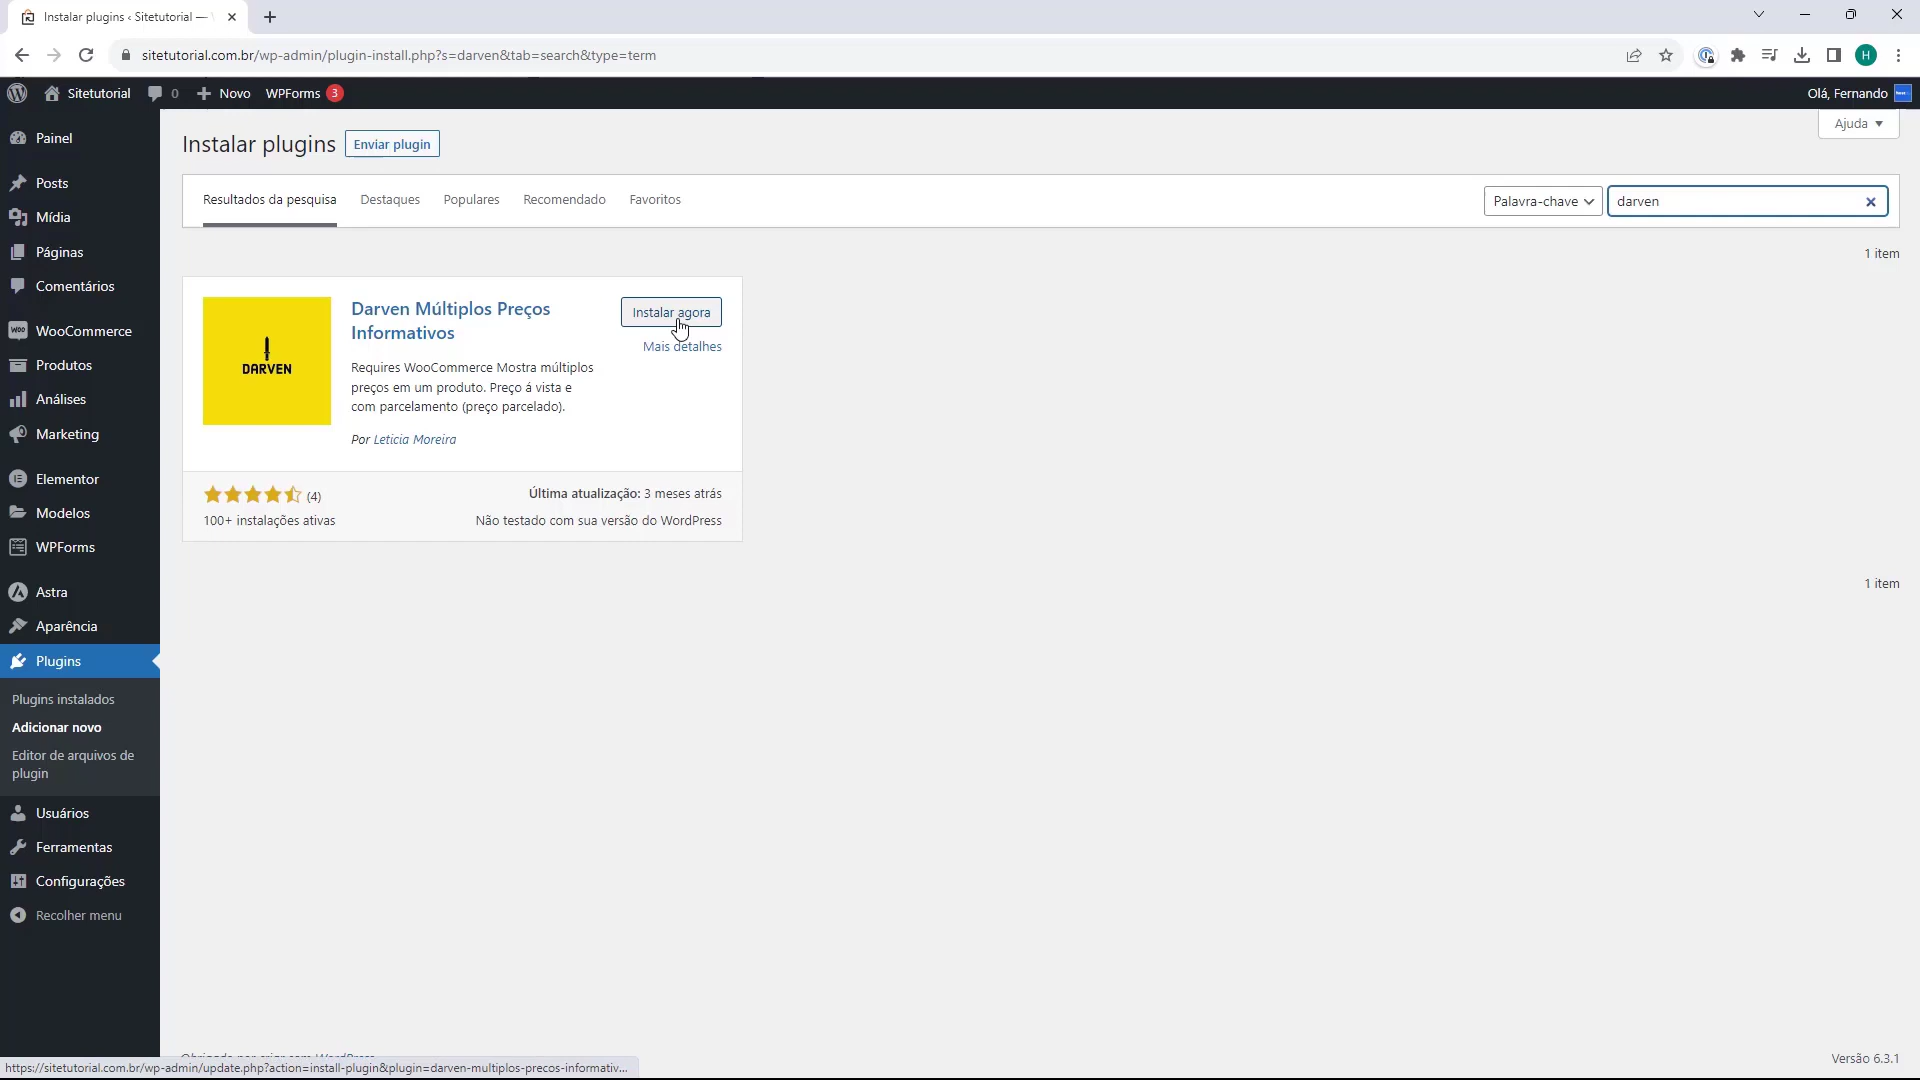 Instalar plugins ‹ Sitetutorial —
sitetutorial.com.br/wp-admin/plugin-install.php?s=darven&tab=search&type=term
H
Sitetutorial
0
Novo
WPForms 3
Olá, Fernando
Painel
Posts
Mídia
Páginas
Comentários
WooCommerce
Produtos
Análises
Marketing
Elementor
Modelos
WPForms
Astra
Aparência
Plugins
Plugins instalados
Adicionar novo
Editor de arquivos de
plugin
Usuários
Ferramentas
Configurações
Recolher menu
Ajuda
Instalar plugins
Enviar plugin
Resultados da pesquisa
Destaques
Populares
Recomendado
Favoritos
Palavra-chave
darven
1 item
DARVEN
Darven Múltiplos Preços
Informativos
Instalar agora
Mais detalhes
Requires WooCommerce Mostra múltiplos
preços em um produto. Preço á vista e
com parcelamento (preço parcelado).
Por Leticia Moreira
(4)
Última atualização: 3 meses atrás
100+ instalações ativas
Não testado com sua versão do WordPress
1 item
Versão 6.3.1
https://sitetutorial.com.br/wp-admin/update.php?action=install-plugin&plugin=darven-multiplos-precos-informativ...